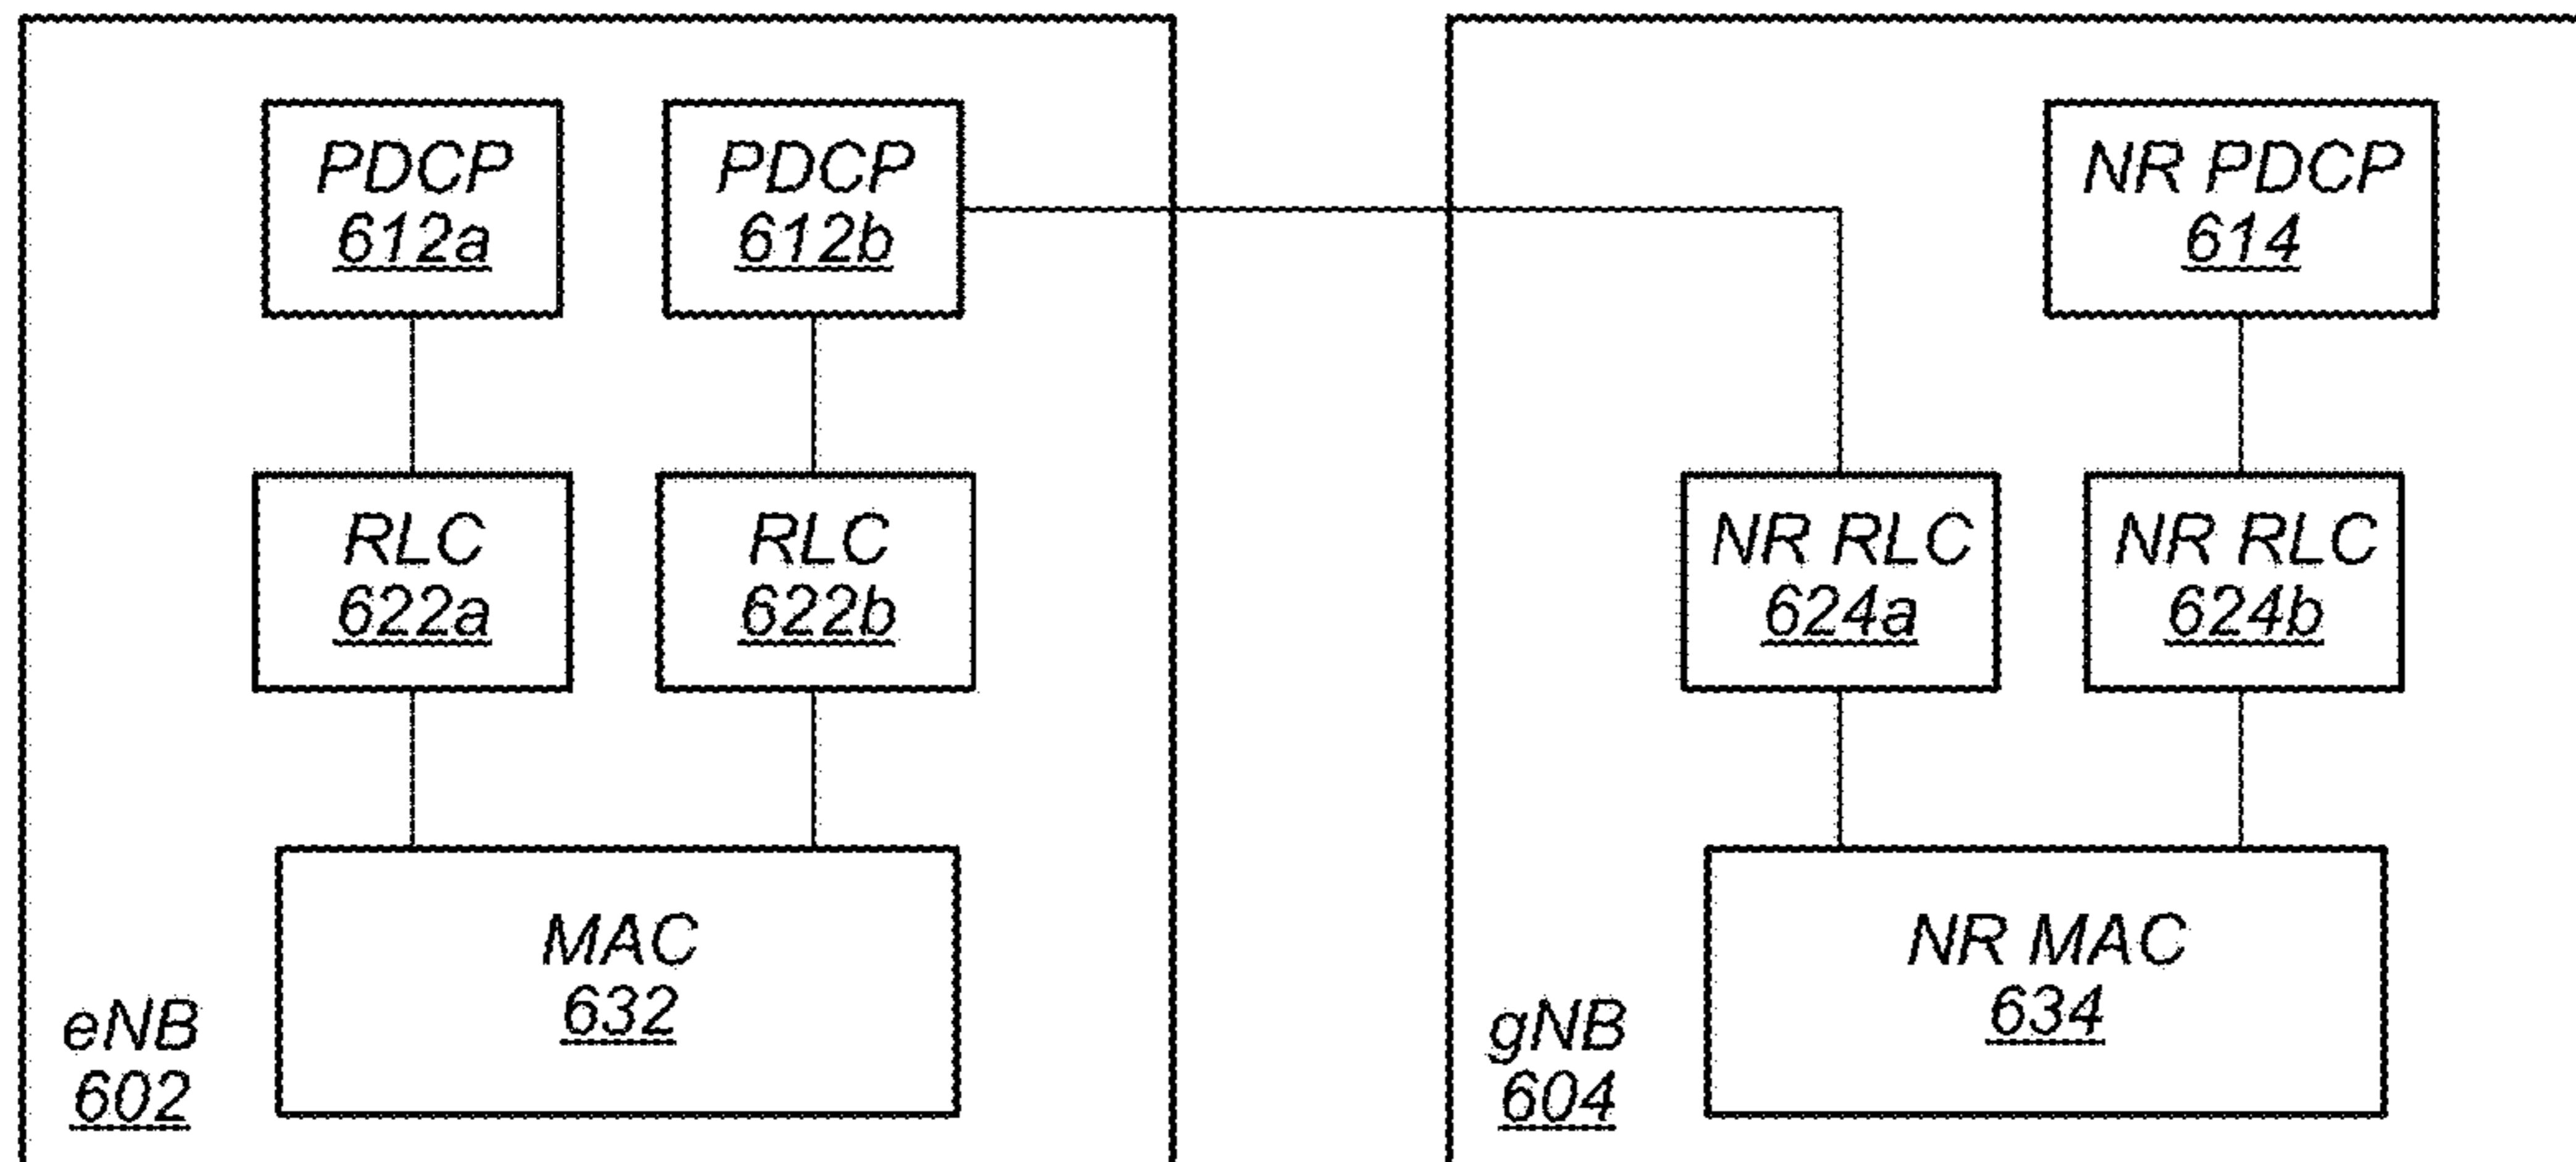 PDCP
612a
PDCP
612b
NR PDCP
614
RLC
622a
RLC
622b
NR RLC
624a
NR RLC
624b
MAC
632
NR MAC
634
eNB
602
gNB
604